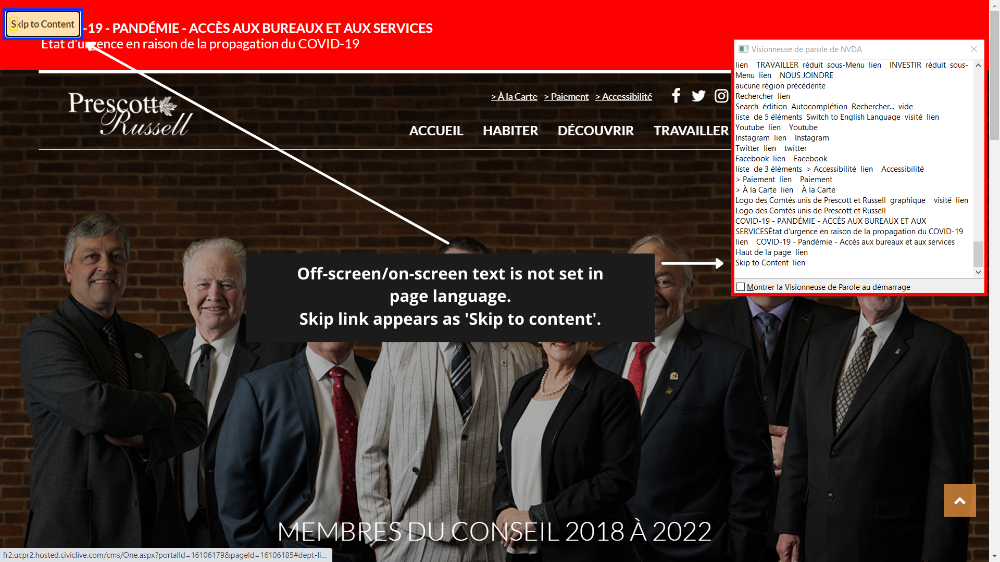 Skip to Content
-19 - PANDÉMIE - ACCÈS AUX BUREAUX ET AUX SERVICES
État d’urgence en raison de la propagation du COVID-19
Prescott
Russell
> À la Carte > Paiement > Accessibilité
ACCUEIL HABITER DÉCOUVRIR TRAVAILLER
Visionneuse de parole de NVDA
lien TRAVAILLER réduit sous-Menu lien INVESTIR réduit sous-
Menu lien NOUS JOINDRE
aucune région précédente
Rechercher lien
Search édition Autocomplétion Rechercher... vide
liste de 5 éléments Switch to English Language visité lien
Youtube lien Youtube
Instagram lien Instagram
Twitter lien twitter
Facebook lien Facebook
liste de 3 éléments > Accessibilité lien Accessibilité
> Paiement lien Paiement
> À la Carte lien À la Carte
Logo des Comtés unis de Prescott et Russell graphique visité lien
Logo des Comtés unis de Prescott et Russell
COVID-19 - PANDÉMIE - ACCÈS AUX BUREAUX ET AUX
SERVICESÉtat d’urgence en raison de la propagation du COVID-19
lien COVID-19 - Pandémie - Accès aux bureaux et aux services
Haut de la page lien
Skip to Content lien
Montrer la Visionneuse de Parole au démarrage
Off-screen/on-screen text is not set in
page language.
Skip link appears as 'Skip to content'.
MEMBRES DU CONSEIL 2018 À 2022
fr2.ucpr2.hosted.civiclive.com/cms/One.aspx?portalId=16106179&pageId=16106185#dept-li...